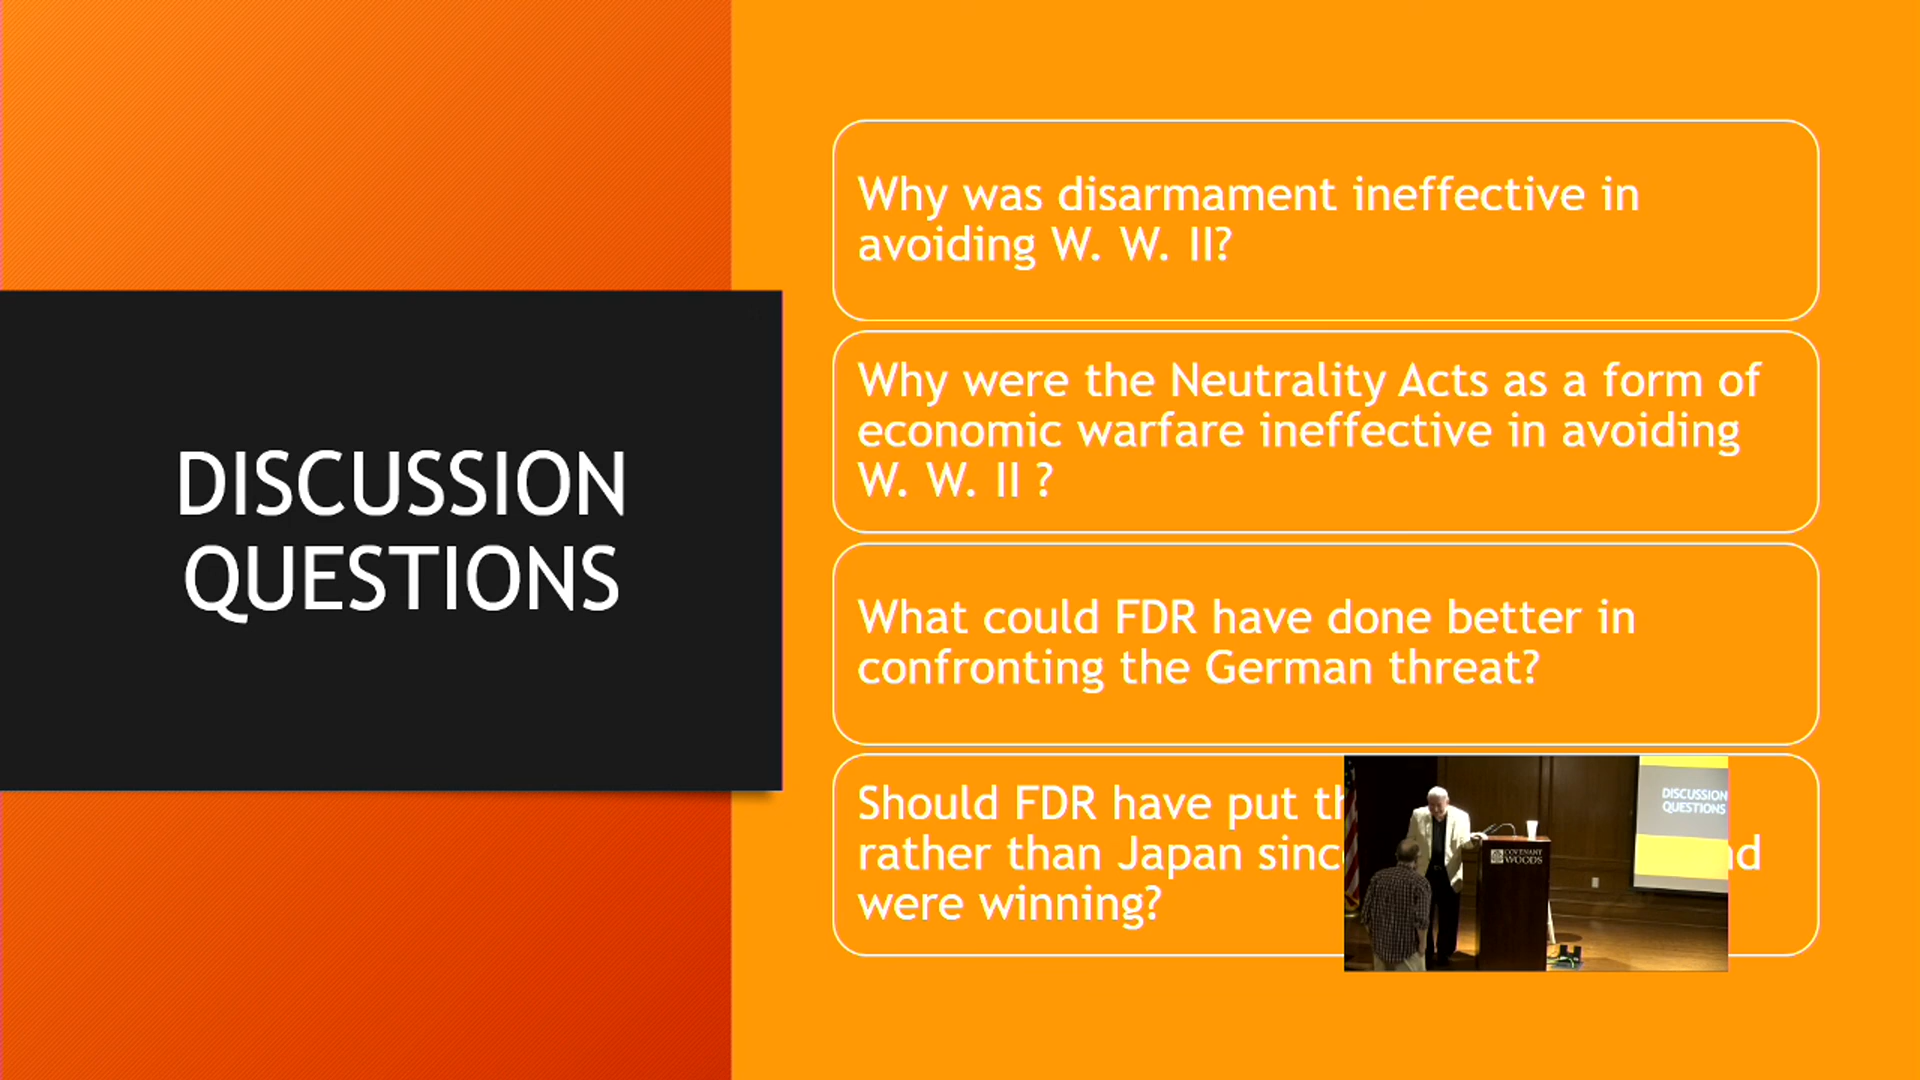 DISCUSSION
QUESTIONS
Why was disarmament ineffective in
avoiding W. W. II?
Why were the Neutrality Acts as a form of
economic warfare ineffective in avoiding
W. W. II ?
What could FDR have done better in
confronting the German threat?
Should FDR have put
rather than Japan
were winning?
COVENANT
WOODS
DISCUSSION
QUESTIONS